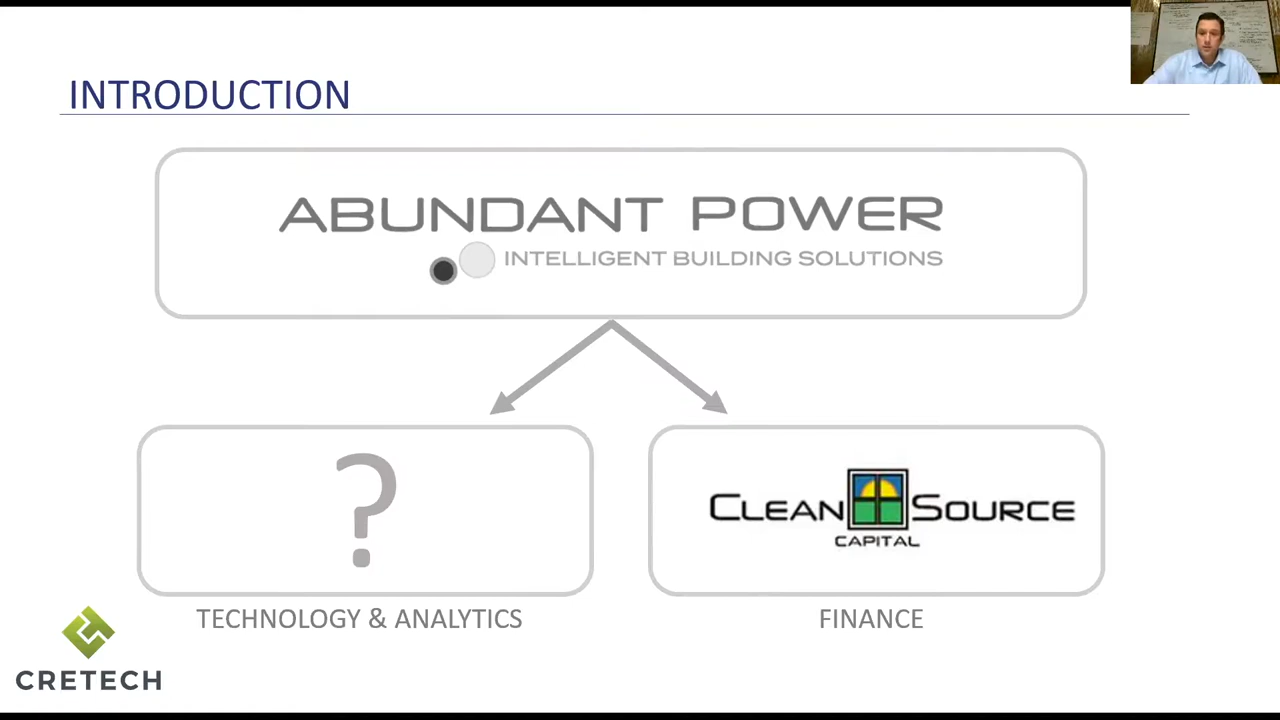 INTRODUCTION
ABUNDANT POWER
INTELLIGENT BUILDING SOLUTIONS
?
CLEAN SOURCE
CAPITAL
TECHNOLOGY & ANALYTICS
FINANCE
CRETECH